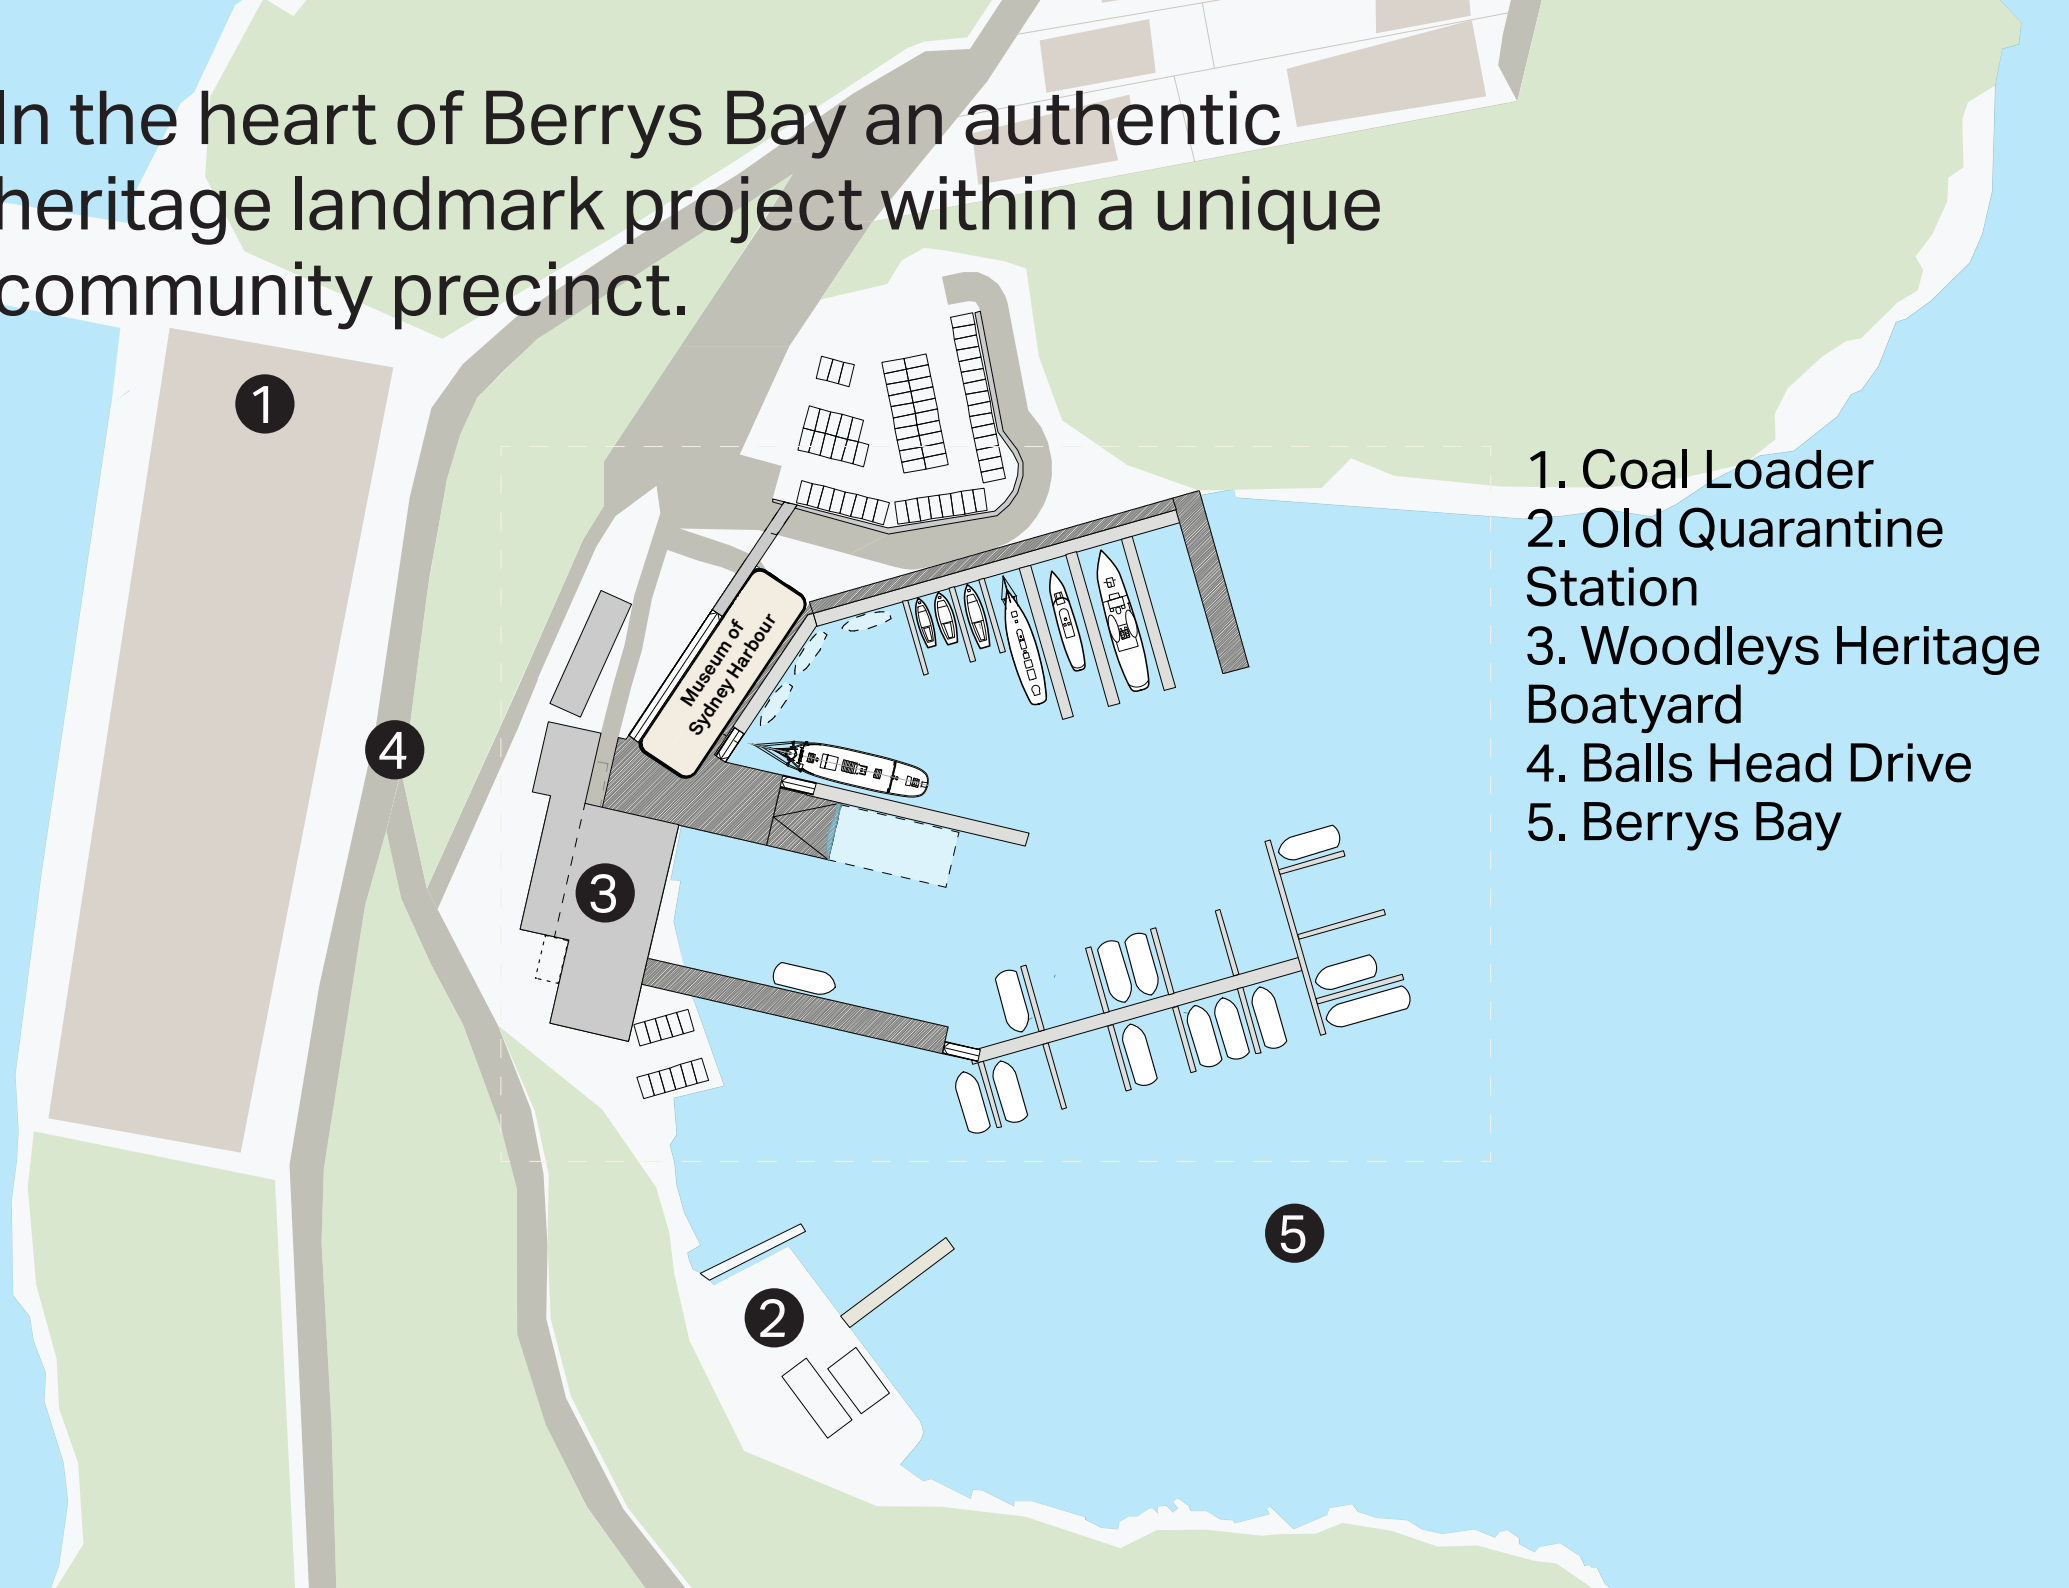 In the heart of Berrys Bay an authentic
heritage landmark project within a unique
community precinct.
1
4
3
2
5
Museum of
Sydney Harbour
1. Coal Loader
2. Old Quarantine
Station
3. Woodleys Heritage
Boatyard
4. Balls Head Drive
5. Berrys Bay